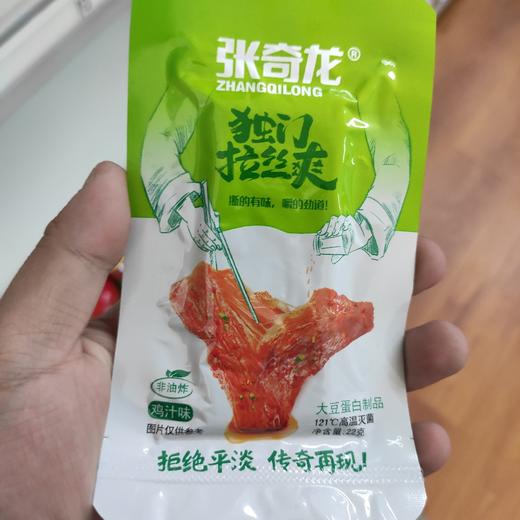 张奇龙®
ZHANGQILONG
独门
拉丝爽
撕的有味，嚼的劲道！
非油炸
鸡汁味
图片仅供参考
大豆蛋白制品
121℃高温灭菌
净含量：22克
拒绝平淡 传奇再现！